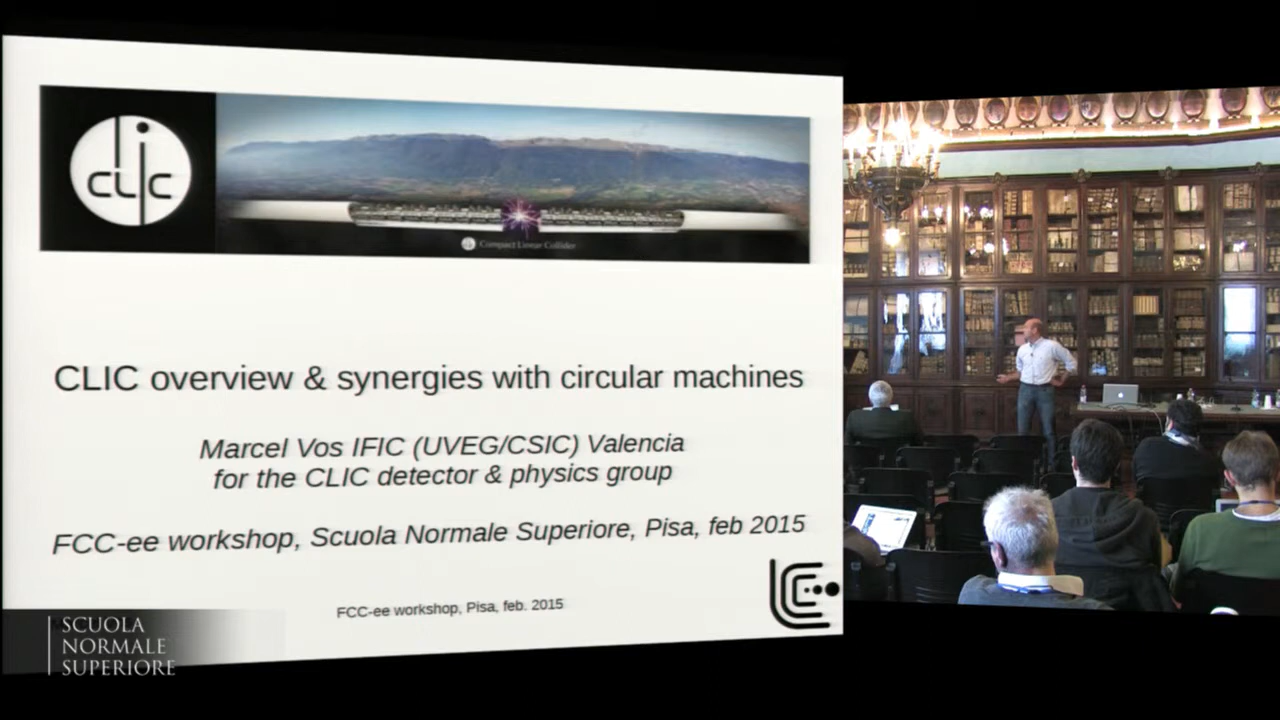 clic
Compact Linear Collider
CLIC overview & synergies with circular machines
Marcel Vos IFIC (UVEG/CSIC) Valencia
for the CLIC detector & physics group
FCC-ee workshop, Scuola Normale Superiore, Pisa, feb 2015
FCC-ee workshop, Pisa, feb. 2015
SCUOLA
NORMALE
SUPERIORE